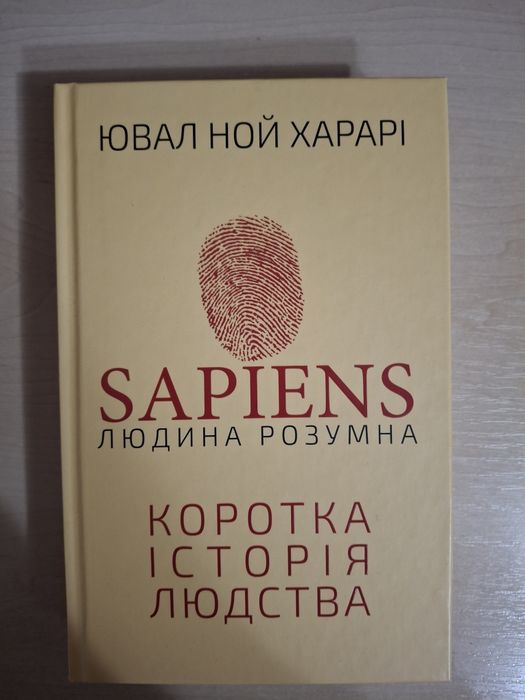 ЮВАЛ НОЙ ХАРАРІ
SAPIENS
ЛЮДИНА РОЗУМНА
КОРОТКА
ІСТОРІЯ
ЛЮДСТВА